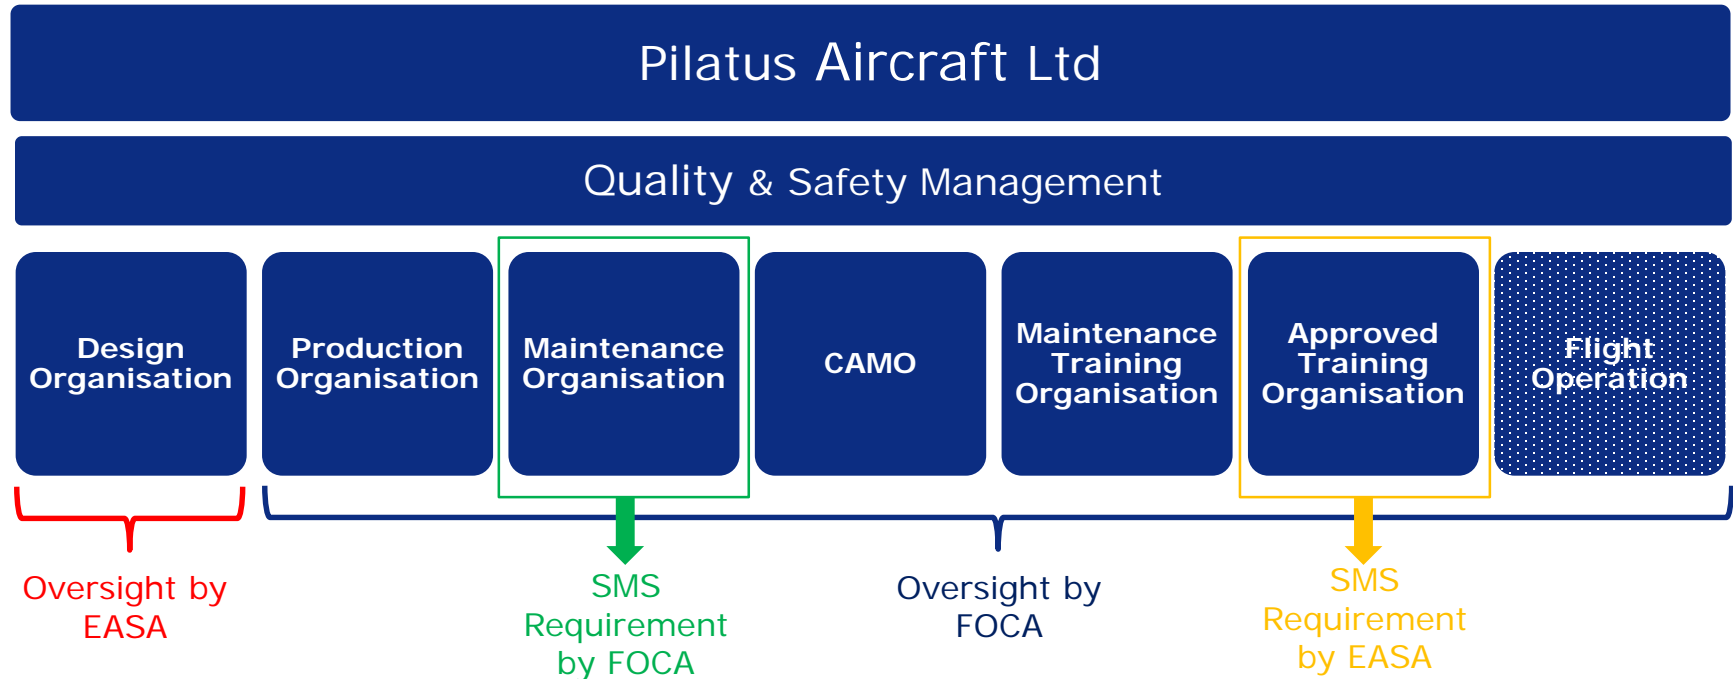 Pilatus Aircraft Ltd
Quality & Safety Management
Design
Organisation
Production
Organisation
Maintenance
Organisation
CAMO
Maintenance
Training
Organisation
Approved
Training
Organisation
Flight
Operation
Oversight by
EASA
SMS
Requirement
by FOCA
Oversight by
FOCA
SMS
Requirement
by EASA